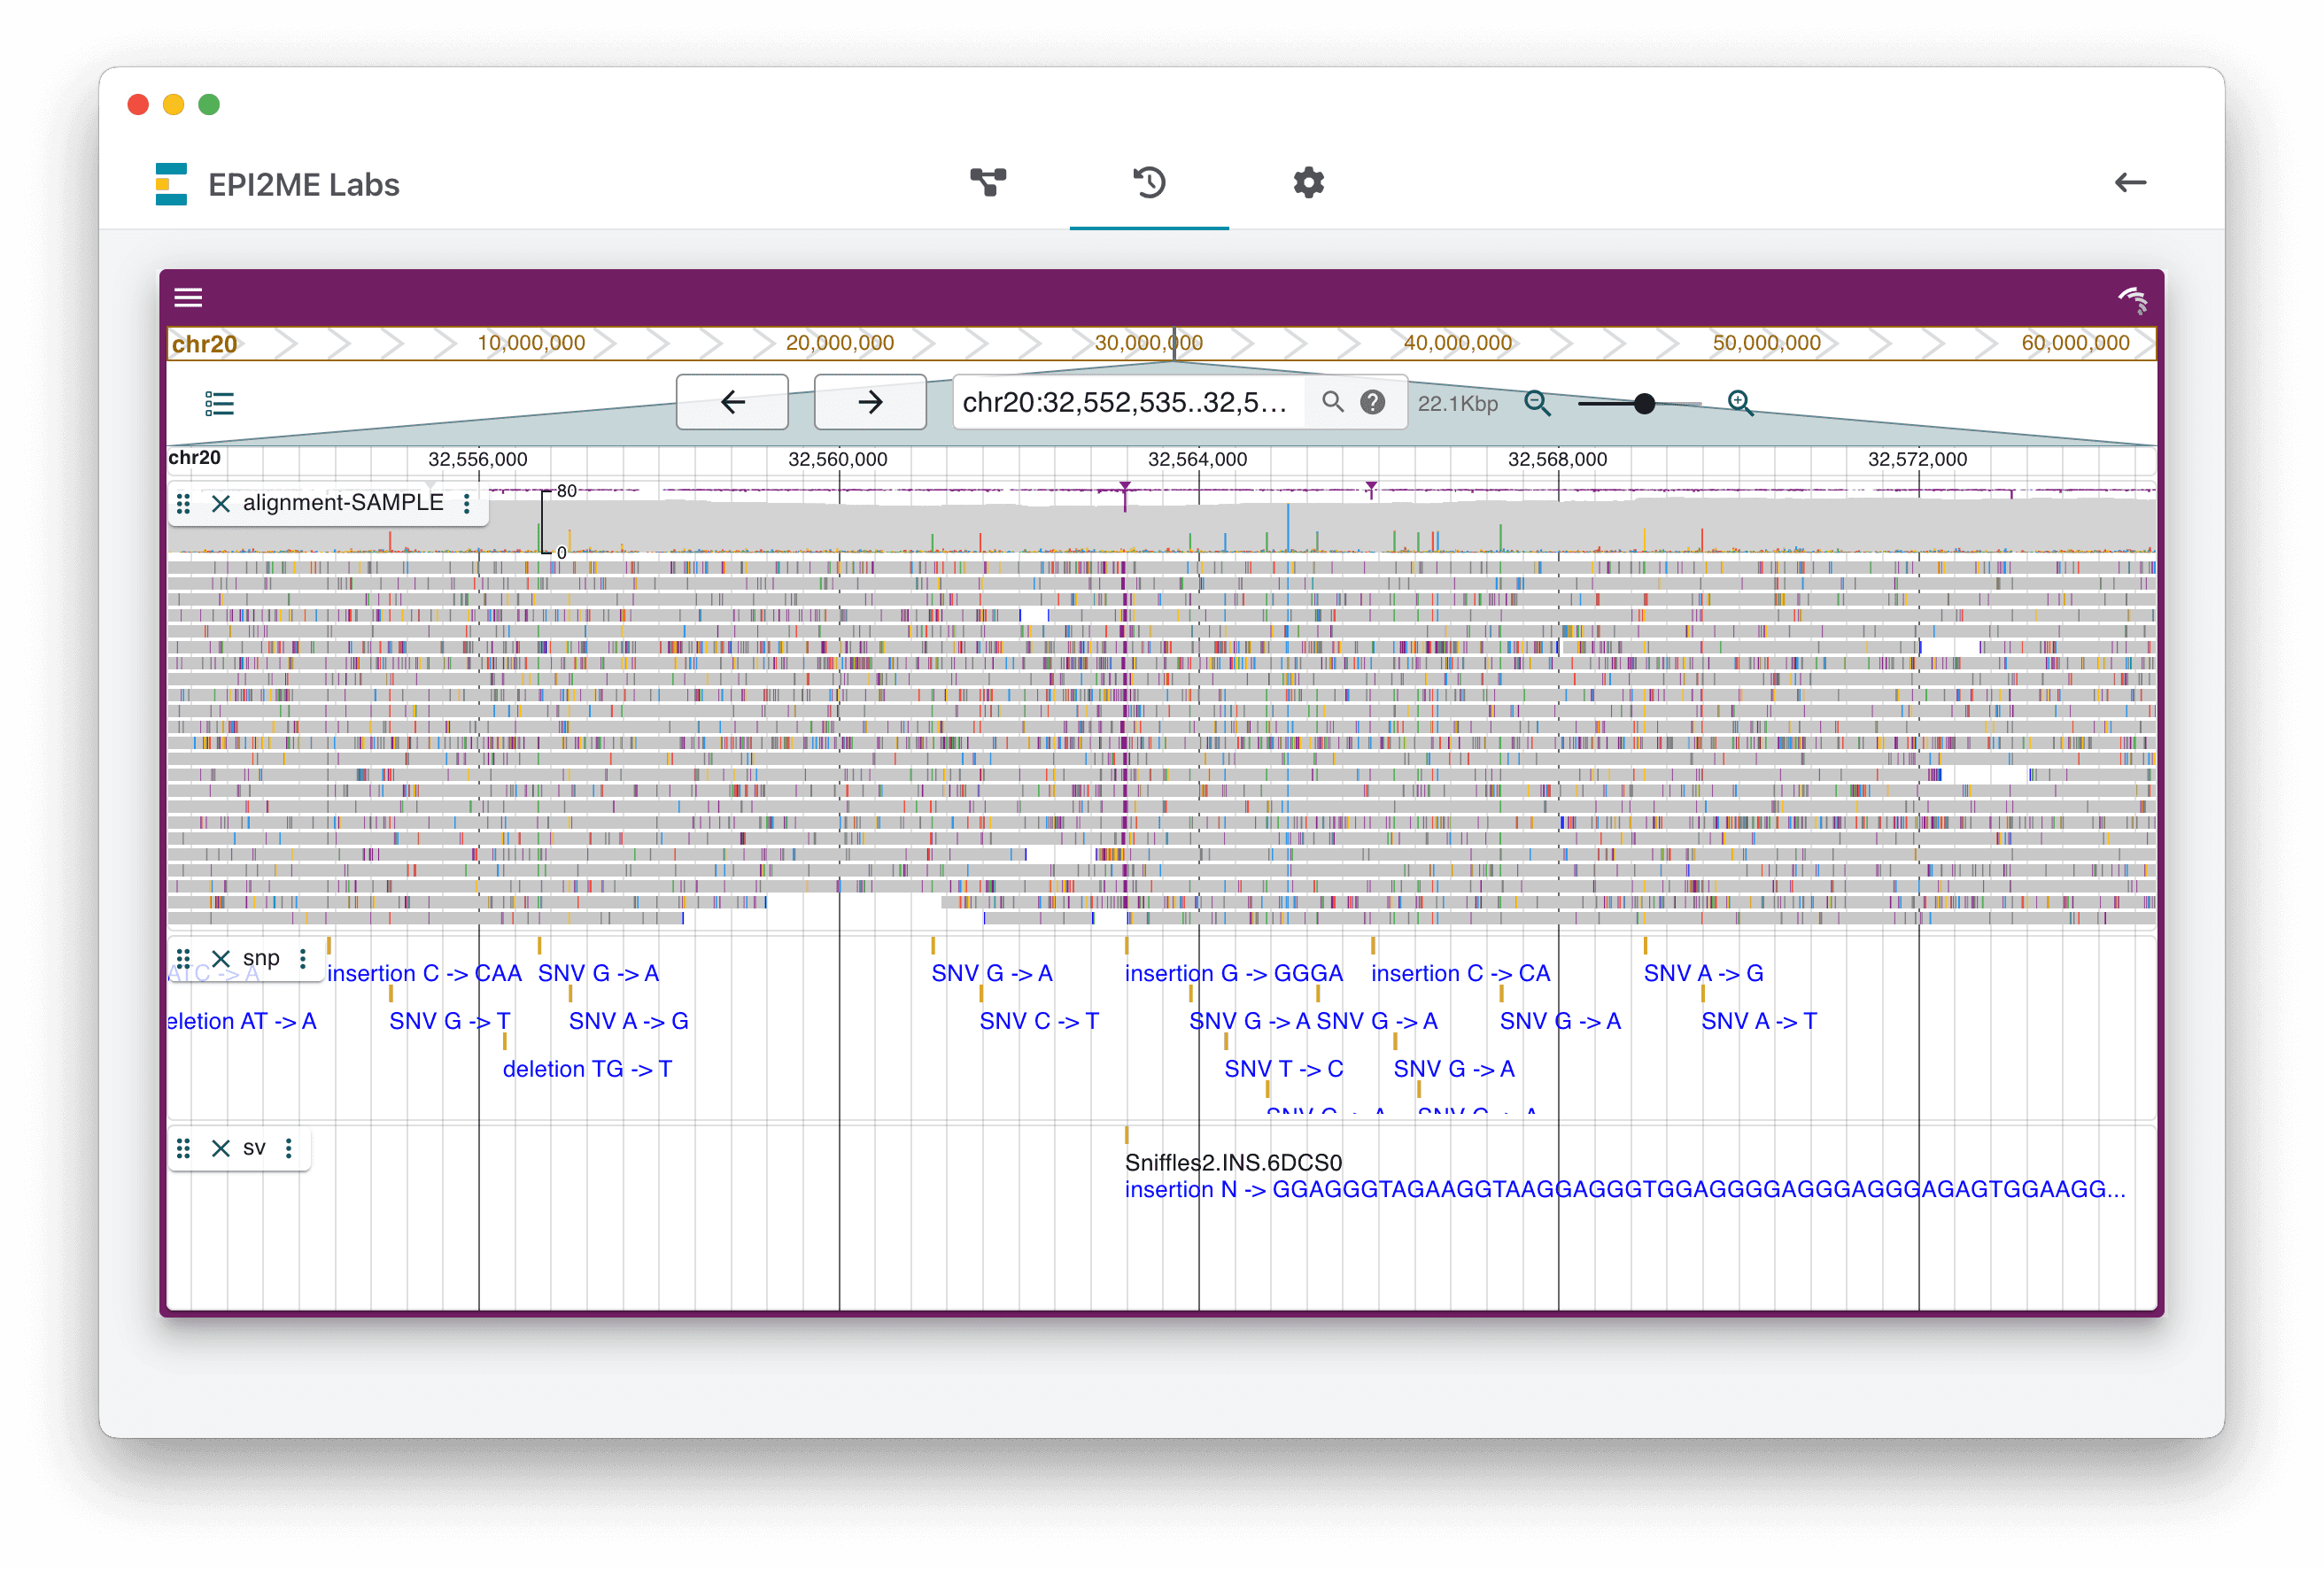 EPI2ME Labs
chr20 10,000,000 20,000,000 30,000,000 40,000,000 50,000,000 60,000,000
chr20:32,552,535..32,5... 22.1Kbp
chr20 32,556,000 32,560,000 32,564,000 32,568,000 32,572,000
alignment-SAMPLE 80
0
snp
ATC -> A insertion C -> CAA SNV G -> A SNV G -> A insertion G -> GGGA insertion C -> CA SNV A -> G
eletion AT -> A SNV G -> T SNV A -> G SNV C -> T SNV G -> A SNV G -> A SNV G -> A SNV A -> T
deletion TG -> T SNV T -> C SNV G -> A
sv
Sniffles2.INS.6DCS0
insertion N -> GGAGGGTAGAAGGTAAGGAGGGTGGAGGGGAGGGAGGGAGAGTGGAAGG...